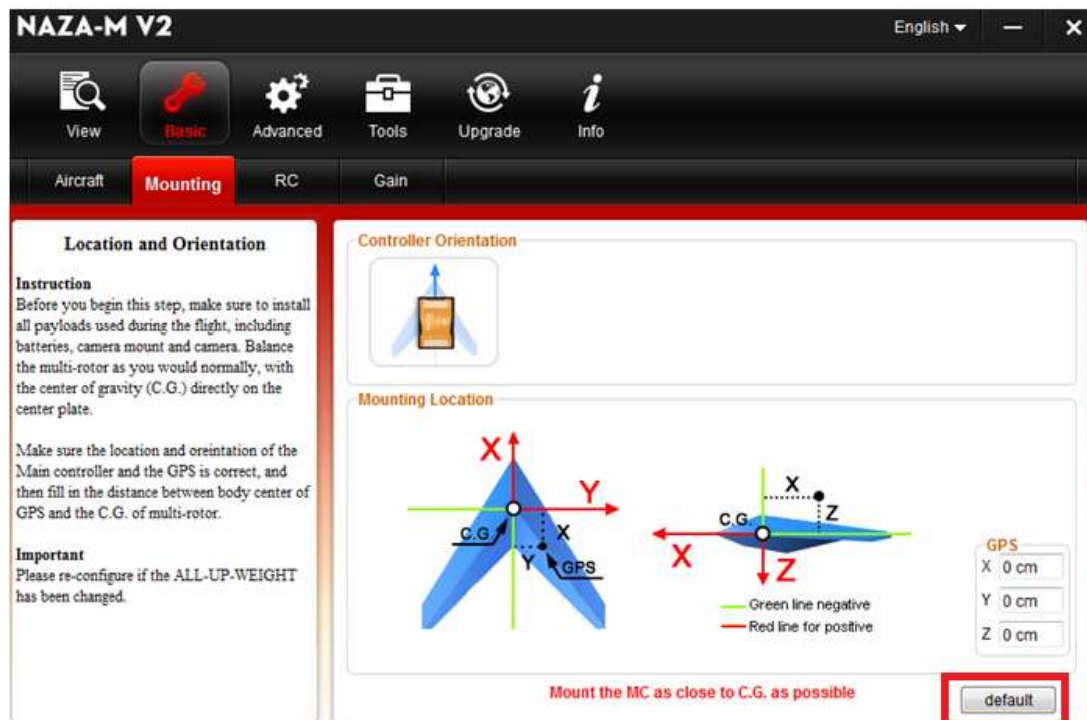 NAZA-M V2
English
View
Basic
Advanced
Tools
Upgrade
Info
Aircraft
Mounting
RC
Gain
Location and Orientation
Instruction
Before you begin this step, make sure to install
all payloads used during the flight, including
batteries, camera mount and camera. Balance
the multi-rotor as you would normally, with
the center of gravity (C.G.) directly on the
center plate.
Make sure the location and oreintation of the
Main controller and the GPS is correct, and
then fill in the distance between body center of
GPS and the C.G. of multi-rotor.
Important
Please re-configure if the ALL-UP-WEIGHT
has been changed.
Controller Orientation
Mounting Location
X
Y
C.G
X
Y
GPS
X
C.G.
Z
X
Z
Green line negative
Red line for positive
GPS
X 0 cm
Y 0 cm
Z 0 cm
Mount the MC as close to C.G. as possible
default